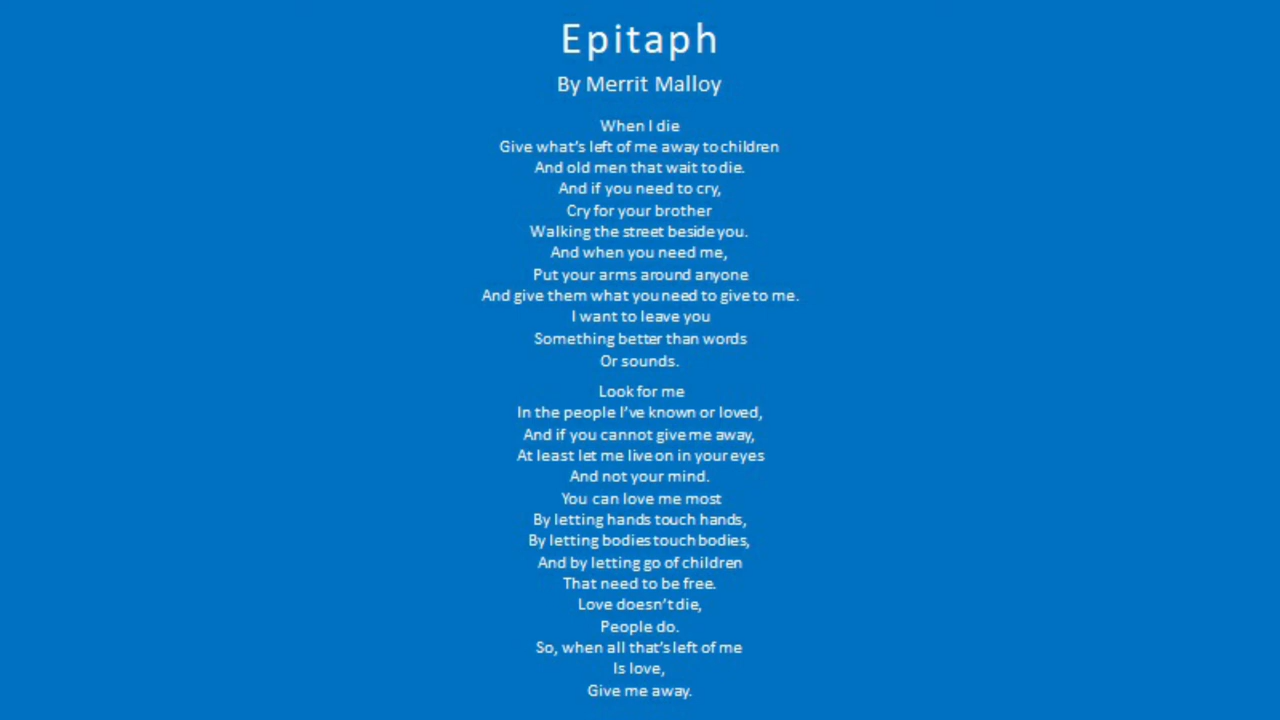 Epitaph
By Merrit Malloy
When I die
Give what's left of me away to children
And old men that wait to die.
And if you need to cry,
Cry for your brother
Walking the street beside you.
And when you need me,
Put your arms around anyone
And give them what you need to give to me.
I want to leave you
Something better than words
Or sounds.
Look for me
In the people I've known or loved,
And if you cannot give me away,
At least let me live on in your eyes
And not your mind.
You can love me most
By letting hands touch hands,
By letting bodies touch bodies,
And by letting go of children
That need to be free.
Love doesn't die,
People do.
So, when all that's left of me
Is love,
Give me away.